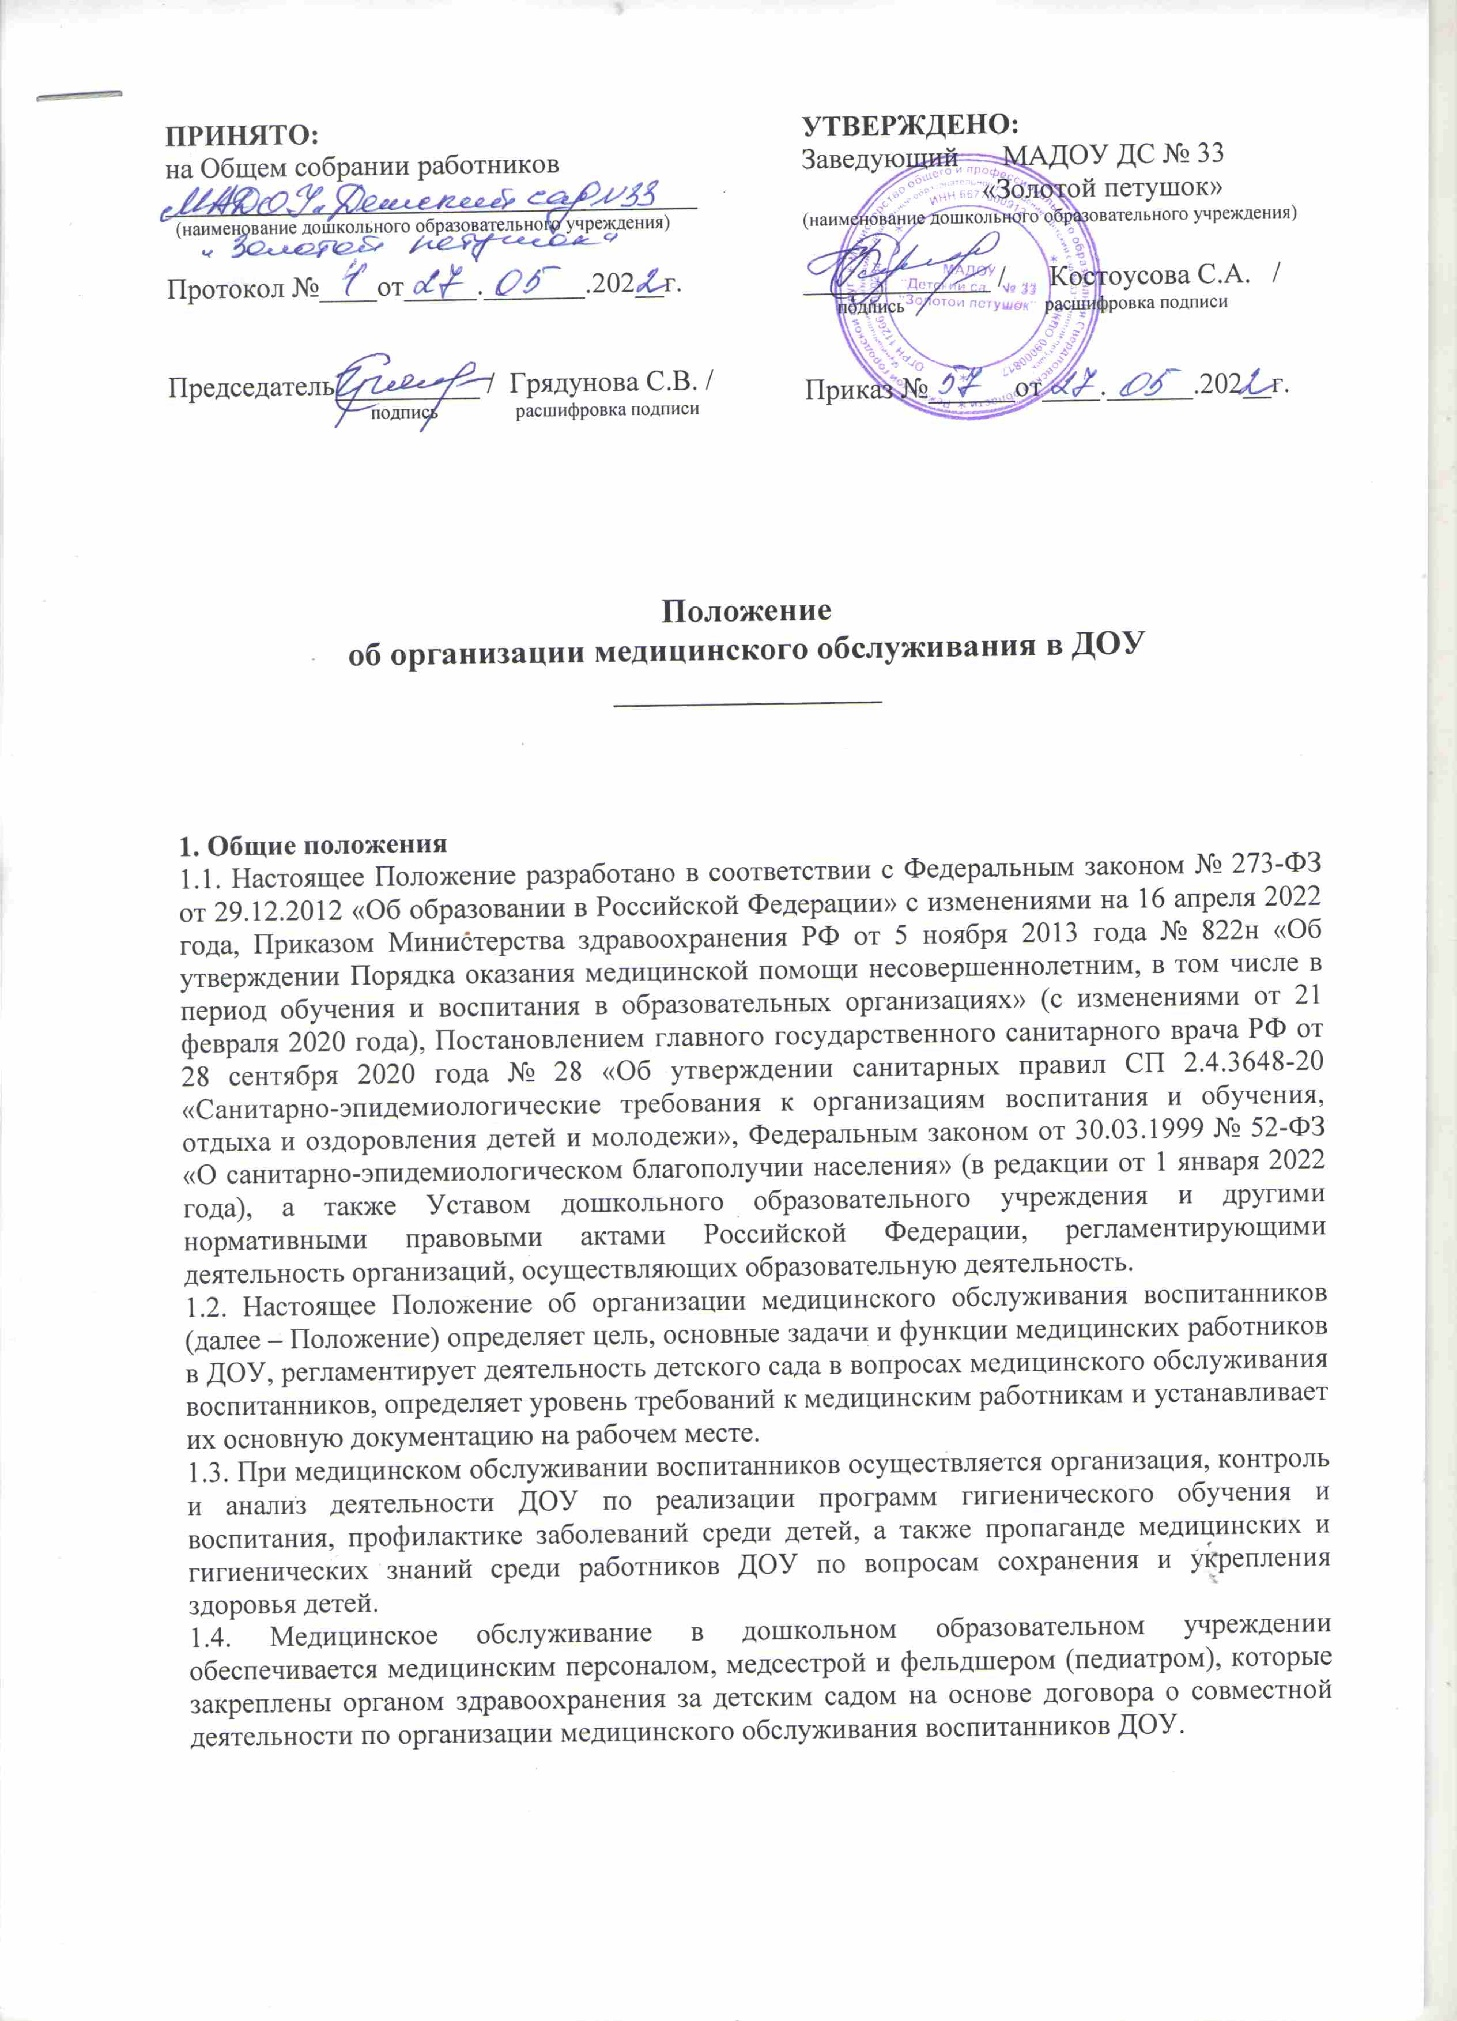 ПРИНЯТО:
на Общем собрании работников
МАДОУ "Детский сад №33
(наименование дошкольного образовательного учреждения)
"Золотой петушок"
Протокол № 4 от 27.05.2022г.
Председатель / Грядунова С.В. /
подпись расшифровка подписи
УТВЕРЖДЕНО:
Заведующий МАДОУ ДС № 33
«Золотой петушок»
(наименование дошкольного образовательного учреждения)
/ Костоусова С.А. /
подпись расшифровка подписи
Приказ № 57 от 27.05.2022г.
МАДОУ
"Детский сад № 33
"Золотой петушок"
Положение
об организации медицинского обслуживания в ДОУ
1. Общие положения
1.1. Настоящее Положение разработано в соответствии с Федеральным законом № 273-ФЗ
от 29.12.2012 «Об образовании в Российской Федерации» с изменениями на 16 апреля 2022
года, Приказом Министерства здравоохранения РФ от 5 ноября 2013 года № 822н «Об
утверждении Порядка оказания медицинской помощи несовершеннолетним, в том числе в
период обучения и воспитания в образовательных организациях» (с изменениями от 21
февраля 2020 года), Постановлением главного государственного санитарного врача РФ от
28 сентября 2020 года № 28 «Об утверждении санитарных правил СП 2.4.3648-20
«Санитарно-эпидемиологические требования к организациям воспитания и обучения,
отдыха и оздоровления детей и молодежи», Федеральным законом от 30.03.1999 № 52-ФЗ
«О санитарно-эпидемиологическом благополучии населения» (в редакции от 1 января 2022
года), а также Уставом дошкольного образовательного учреждения и другими
нормативными правовыми актами Российской Федерации, регламентирующими
деятельность организаций, осуществляющих образовательную деятельность.
1.2. Настоящее Положение об организации медицинского обслуживания воспитанников
(далее – Положение) определяет цель, основные задачи и функции медицинских работников
в ДОУ, регламентирует деятельность детского сада в вопросах медицинского обслуживания
воспитанников, определяет уровень требований к медицинским работникам и устанавливает
их основную документацию на рабочем месте.
1.3. При медицинском обслуживании воспитанников осуществляется организация, контроль
и анализ деятельности ДОУ по реализации программ гигиенического обучения и
воспитания, профилактике заболеваний среди детей, а также пропаганде медицинских и
гигиенических знаний среди работников ДОУ по вопросам сохранения и укрепления
здоровья детей.
1.4. Медицинское обслуживание в дошкольном образовательном учреждении
обеспечивается медицинским персоналом, медсестрой и фельдшером (педиатром), которые
закреплены органом здравоохранения за детским садом на основе договора о совместной
деятельности по организации медицинского обслуживания воспитанников ДОУ.